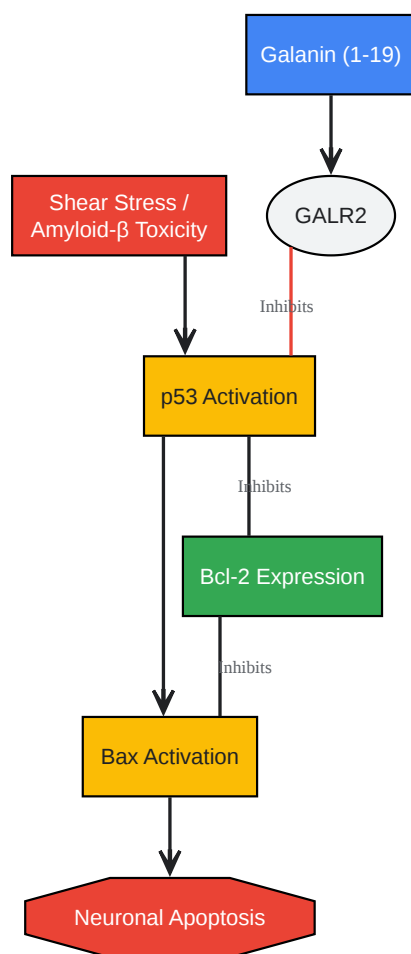 Galanin (1-19)
GALR2
Shear Stress /
Amyloid-β Toxicity
Inhibits
p53 Activation
Inhibits
Bcl-2 Expression
Inhibits
Bax Activation
Neuronal Apoptosis